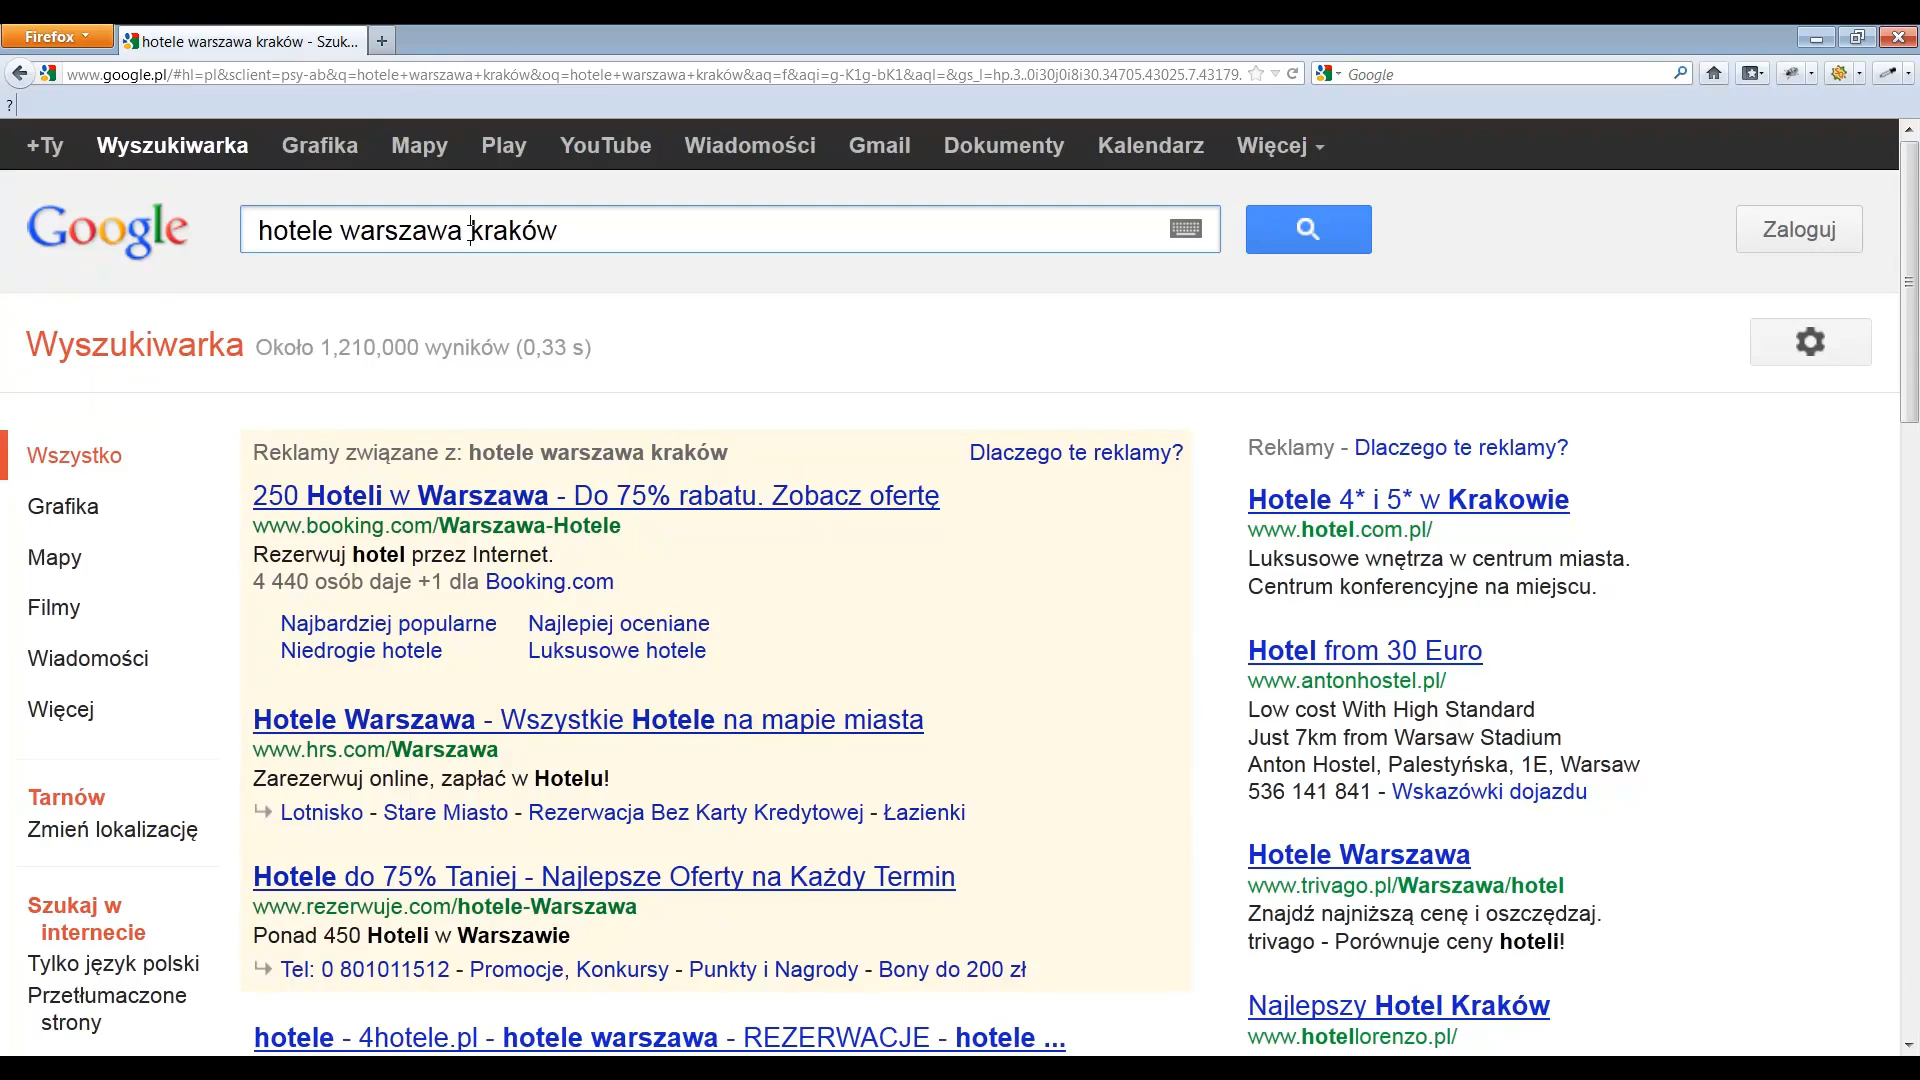 Firefox
hotele warszawa kraków - Szuk...
www.google.pl/#hl=pl&sclient=psy-ab&q=hotele+warszawa+kraków&oq=hotele+warszawa+kraków&aq=f&aqi=g-K1g-bK1&aql=&gs_l=hp.3..0i30j0i8i30.34705.43025.7.43179.
Google
?
+Ty Wyszukiwarka Grafika Mapy Play YouTube Wiadomości Gmail Dokumenty Kalendarz Więcej
Google
hotele warszawa kraków
Zaloguj
Wyszukiwarka Około 1,210,000 wyników (0,33 s)
Wszystko
Grafika
Mapy
Filmy
Wiadomości
Więcej
Tarnów
Zmień lokalizację
Szukaj w
internecie
Tylko język polski
Przetłumaczone
strony
Reklamy związane z: hotele warszawa kraków Dlaczego te reklamy?
250 Hoteli w Warszawa - Do 75% rabatu. Zobacz ofertę
www.booking.com/Warszawa-Hotele
Rezerwuj hotel przez Internet.
4 440 osób daje +1 dla Booking.com
Najbardziej popularne Najlepiej oceniane
Niedrogie hotele Luksusowe hotele
Hotele Warszawa - Wszystkie Hotele na mapie miasta
www.hrs.com/Warszawa
Zarezerwuj online, zapłać w Hotelu!
Lotnisko - Stare Miasto - Rezerwacja Bez Karty Kredytowej - Łazienki
Hotele do 75% Taniej - Najlepsze Oferty na Każdy Termin
www.rezerwuje.com/hotele-Warszawa
Ponad 450 Hoteli w Warszawie
Tel: 0 801011512 - Promocje, Konkursy - Punkty i Nagrody - Bony do 200 zł
hotele - 4hotele.pl - hotele warszawa - REZERWACJE - hotele ...
Reklamy - Dlaczego te reklamy?
Hotele 4* i 5* w Krakowie
www.hotel.com.pl/
Luksusowe wnętrza w centrum miasta.
Centrum konferencyjne na miejscu.
Hotel from 30 Euro
www.antonhostel.pl/
Low cost With High Standard
Just 7km from Warsaw Stadium
Anton Hostel, Palestyńska, 1E, Warsaw
536 141 841 - Wskazówki dojazdu
Hotele Warszawa
www.trivago.pl/Warszawa/hotel
Znajdź najniższą cenę i oszczędzaj.
trivago - Porównuje ceny hoteli!
Najlepszy Hotel Kraków
www.hotellorenzo.pl/